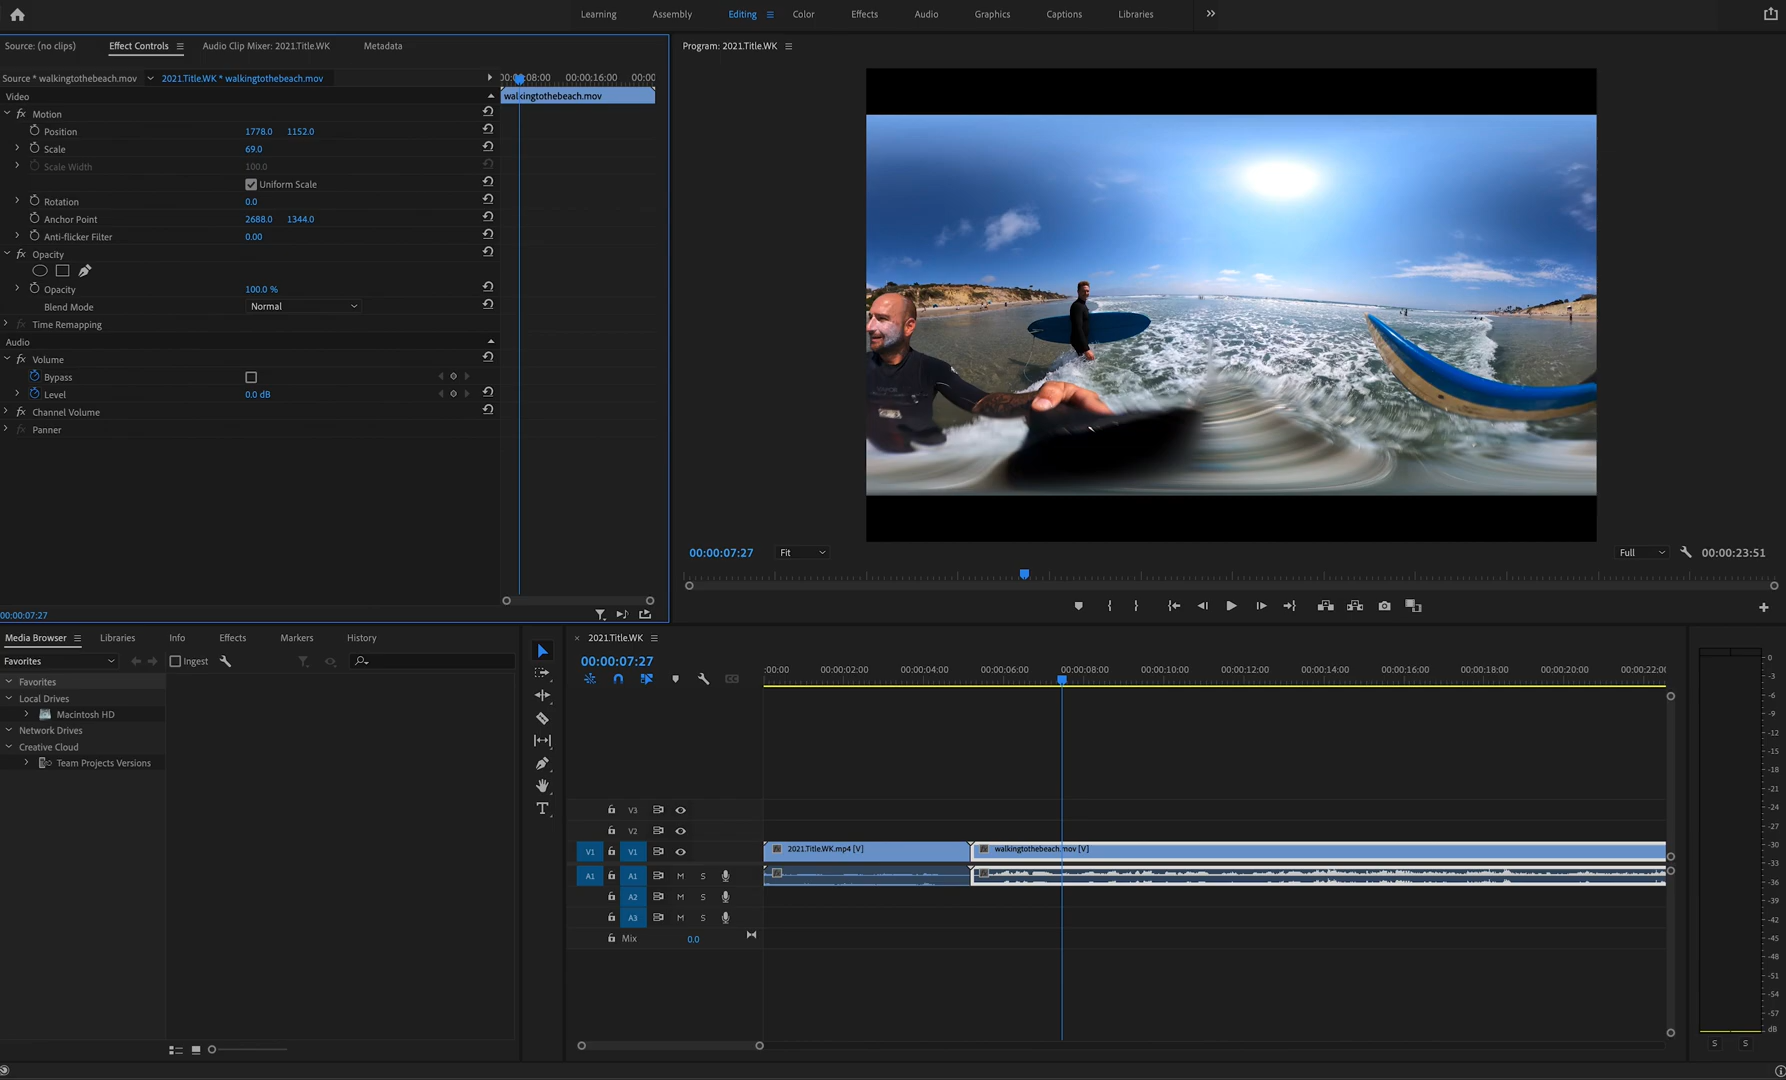 Learning Assembly Editing Color Effects Audio Graphics Captions Libraries
Source: (no clips) Effect Controls Audio Clip Mixer: 2021.Title.WK Metadata
Program: 2021.Title.WK
Source * walkingtothebeach.mov 2021.Title.WK * walkingtothebeach.mov
00:00:16:00
Video
walkingtothebeach.mov
Motion
Position 1778.0 1152.0
Scale 69.0
Scale Width 100.0
Uniform Scale
Rotation 0.0
Anchor Point 2688.0 1344.0
Anti-flicker Filter 0.00
Opacity
Opacity 100.0 %
Blend Mode Normal
Time Remapping
Audio
Volume
Bypass
Level 0.0 dB
Channel Volume
Panner
00:00:07:27
00:00:07:27 Fit Full 00:00:23:51
Media Browser Libraries Info Effects Markers History
Favorites Ingest
Favorites
Local Drives
Macintosh HD
Network Drives
Creative Cloud
Team Projects Versions
2021.Title.WK
00:00:07:27
:00:00 00:00:02:00 00:00:04:00 00:00:06:00 00:00:08:00 00:00:10:00 00:00:12:00 00:00:14:00 00:00:16:00 00:00:18:00 00:00:20:00 00:00:22:00
V3
V2
V1 V1 2021.Title.WK.mp4 [V] walkingtothebeach.mov [V]
A1 A1 M S
A2 M S
A3 M S
Mix 0.0
0
-3
-6
-9
-12
-15
-18
-21
-24
-27
-30
-33
-36
-39
-42
-45
-48
-51
-54
-57
dB
S S